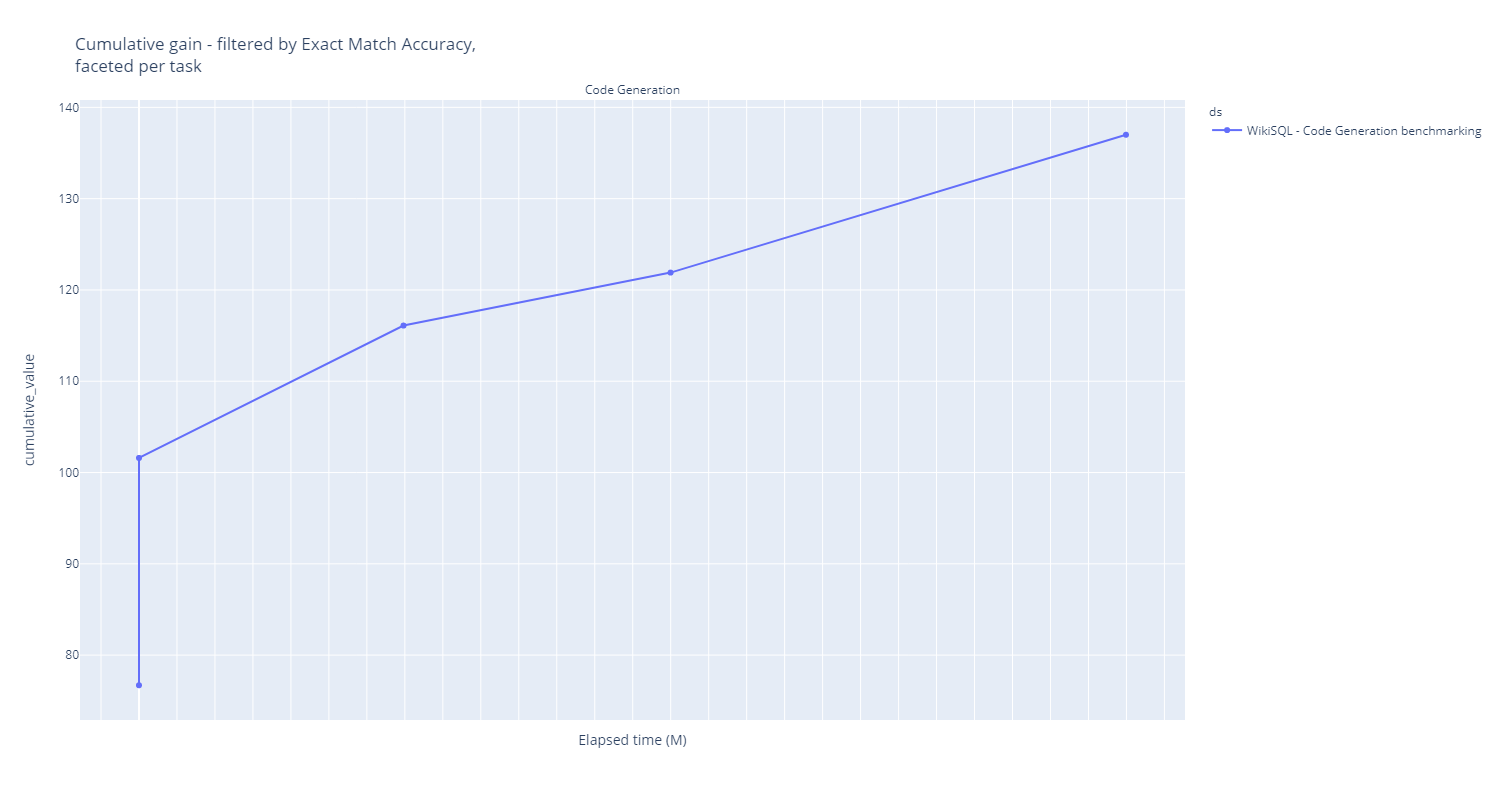 Cumulative gain - filtered by Exact Match Accuracy,
faceted per task
Code Generation
140
130
120
110
100
90
80
cumulative_value
Elapsed time (M)
ds
WikiSQL - Code Generation benchmarking